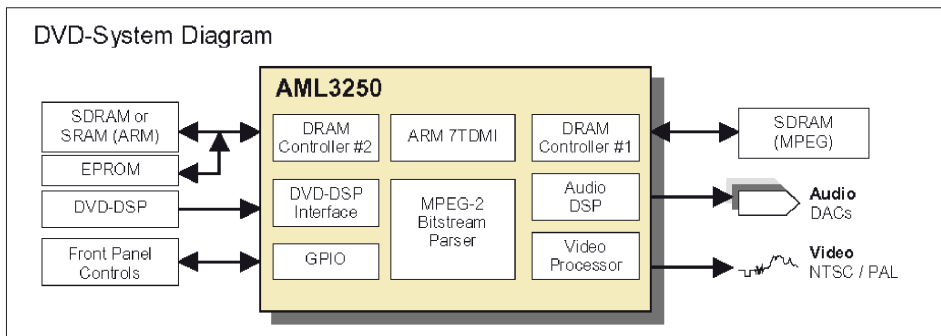 DVD-System Diagram
AML3250
SDRAM or
SRAM (ARM)
EPROM
DVD-DSP
Front Panel
Controls
DRAM
Controller #2
ARM 7TDMI
DRAM
Controller #1
DVD-DSP
Interface
MPEG-2
Bitstream
Parser
Audio
DSP
GPIO
Video
Processor
SDRAM
(MPEG)
Audio
DACs
Video
NTSC / PAL